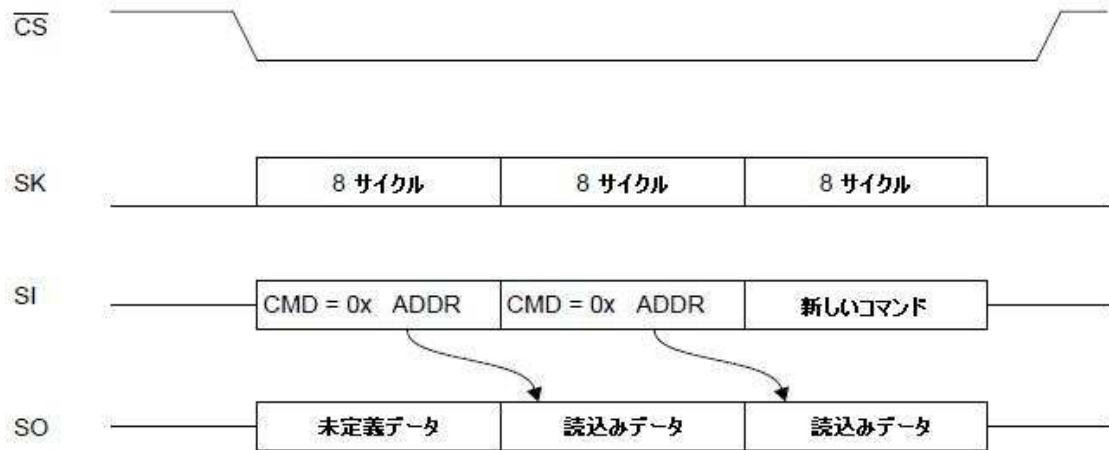 CS
SK 8 サイクル 8 サイクル 8 サイクル
SI CMD = 0x ADDR CMD = 0x ADDR 新しいコマンド
SO 未定義データ 読込みデータ 読込みデータ